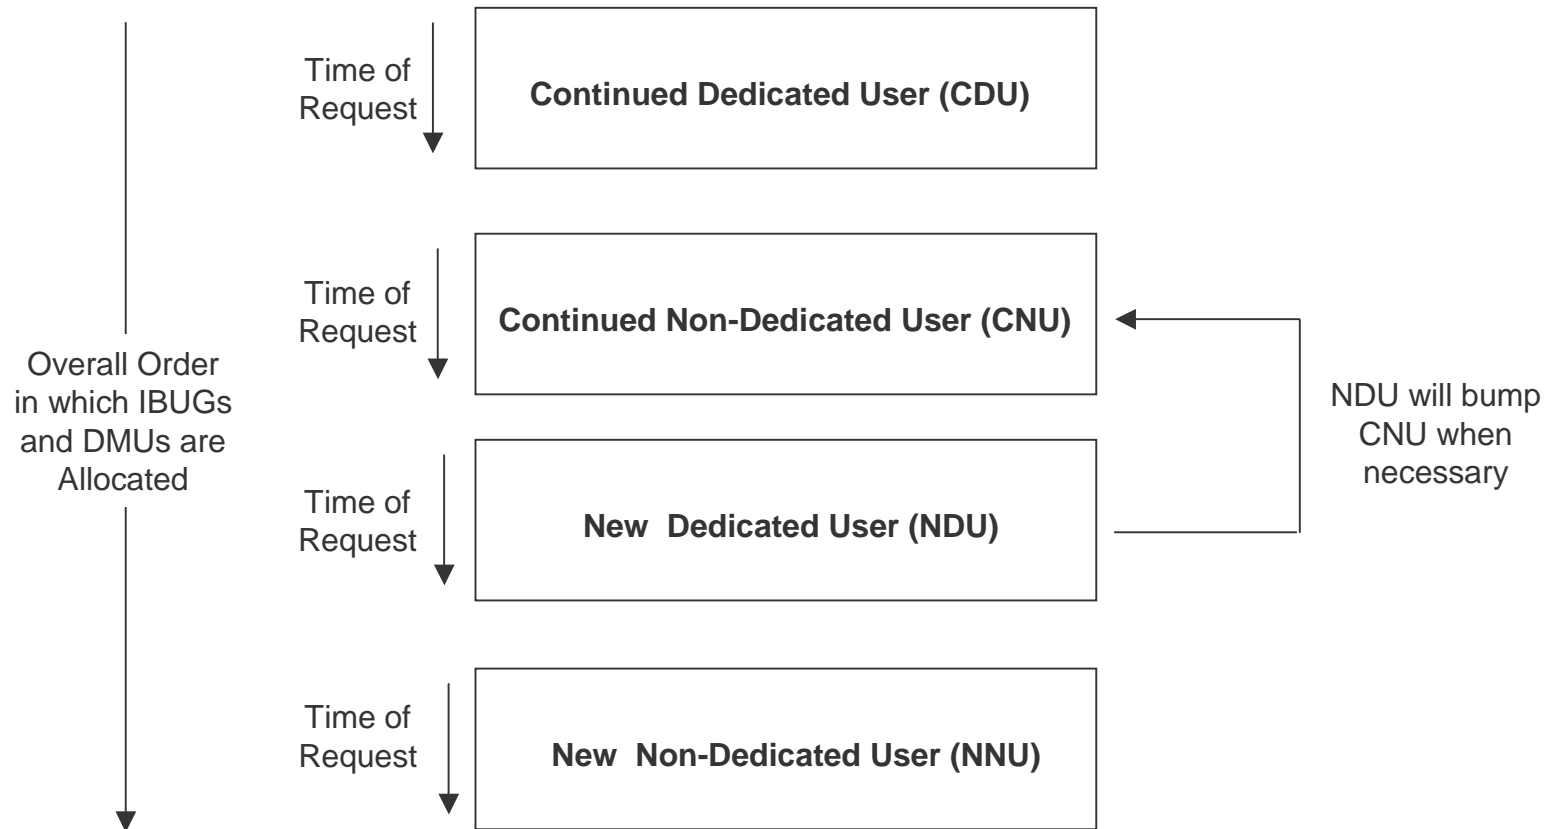 Time of
Request
Continued Dedicated User (CDU)
Time of
Request
Continued Non-Dedicated User (CNU)
Overall Order
in which IBUGs
and DMUs are
Allocated
NDU will bump
CNU when
necessary
Time of
Request
New Dedicated User (NDU)
Time of
Request
New Non-Dedicated User (NNU)